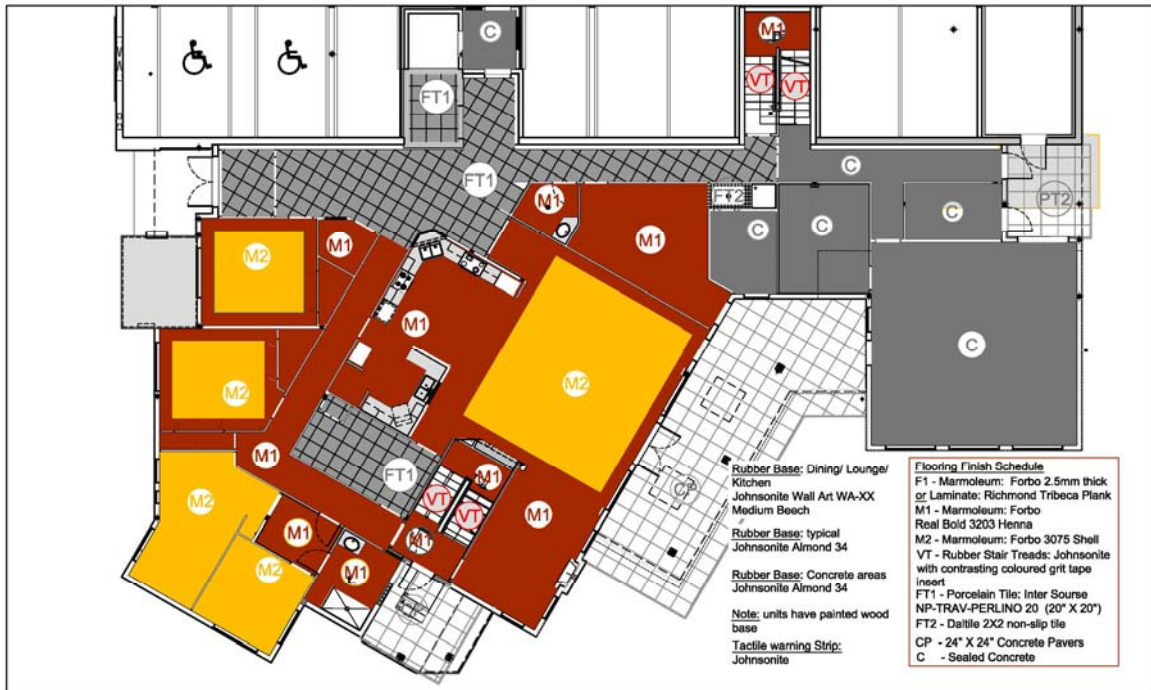 C
M1
VT
VT
FT1
FT1
C
M1
FT2
C
PT2
M2
M1
M1
C
C
M1
C
M2
M2
M1
M1
FT1
M1
VT
VT
M2
M1
M1
M1
M2
M1
CP
Rubber Base: Dining/ Lounge/
Kitchen
Johnsonite Wall Art WA-XX
Medium Beech
Rubber Base: typical
Johnsonite Almond 34
Rubber Base: Concrete areas
Johnsonite Almond 34
Note: units have painted wood
base
Tactile warning Strip:
Johnsonite
Flooring Finish Schedule
F1 - Marmoleum: Forbo 2.5mm thick
or Laminate: Richmond Tribeca Plank
M1 - Marmoleum: Forbo
Real Bold 3203 Henna
M2 - Marmoleum: Forbo 3075 Shell
VT - Rubber Stair Treads: Johnsonite
with contrasting coloured grit tape
insert
FT1 - Porcelain Tile: Inter Sourse
NP-TRAV-PERLINO 20 (20" X 20")
FT2 - Daltile 2X2 non-slip tile
CP - 24" X 24" Concrete Pavers
C - Sealed Concrete